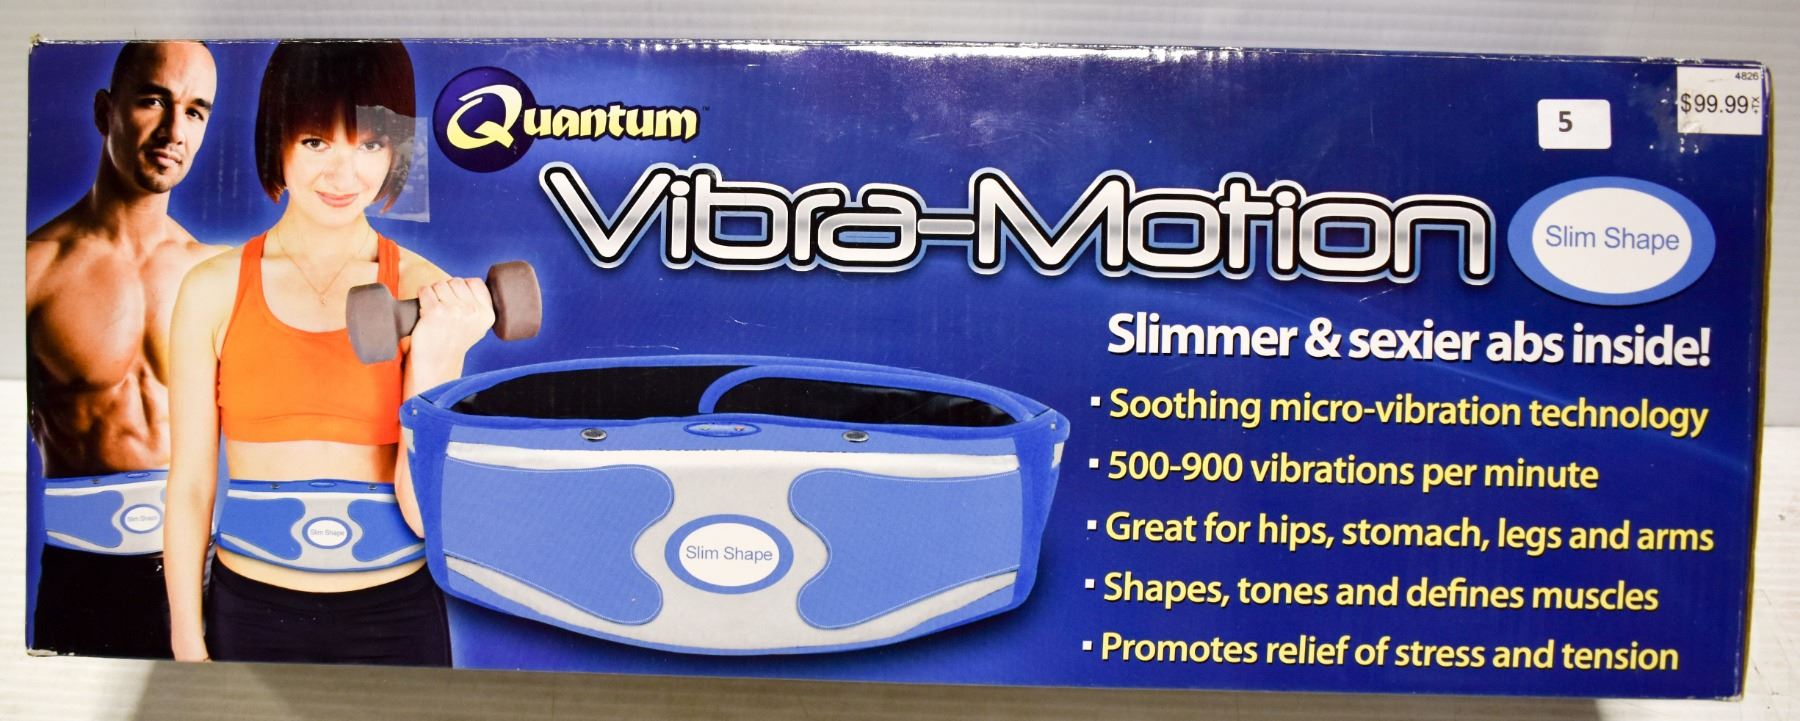 Quantum™
4826
$99.99
5
Vibra-Motion
Slim Shape
Slimmer & sexier abs inside!
▪ Soothing micro-vibration technology
▪ 500-900 vibrations per minute
▪ Great for hips, stomach, legs and arms
▪ Shapes, tones and defines muscles
▪ Promotes relief of stress and tension
Slim Shape
Slim Shape
Slim Shape